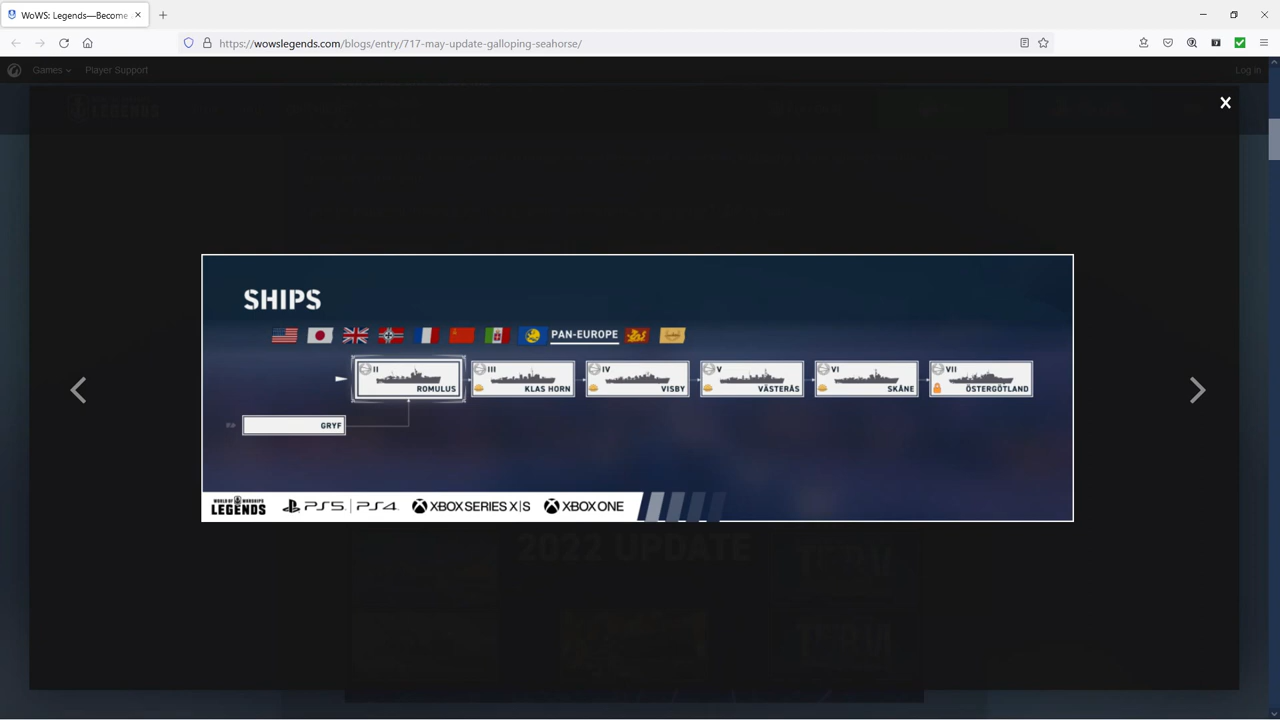 WoWS: Legends—Become
https://wowslegends.com/blogs/entry/717-may-update-galloping-seahorse/
Games
Player Support
Log in
LEGENDS
SHIPS
PAN-EUROPE
II
ROMULUS
III
KLAS HORN
IV
VISBY
V
VÄSTERÅS
VI
SKÅNE
VII
ÖSTERGÖTLAND
GRYF
WORLD OF WARSHIPS
LEGENDS
PS5 | PS4
XBOX SERIES X|S
XBOX ONE
2022 UPDATE